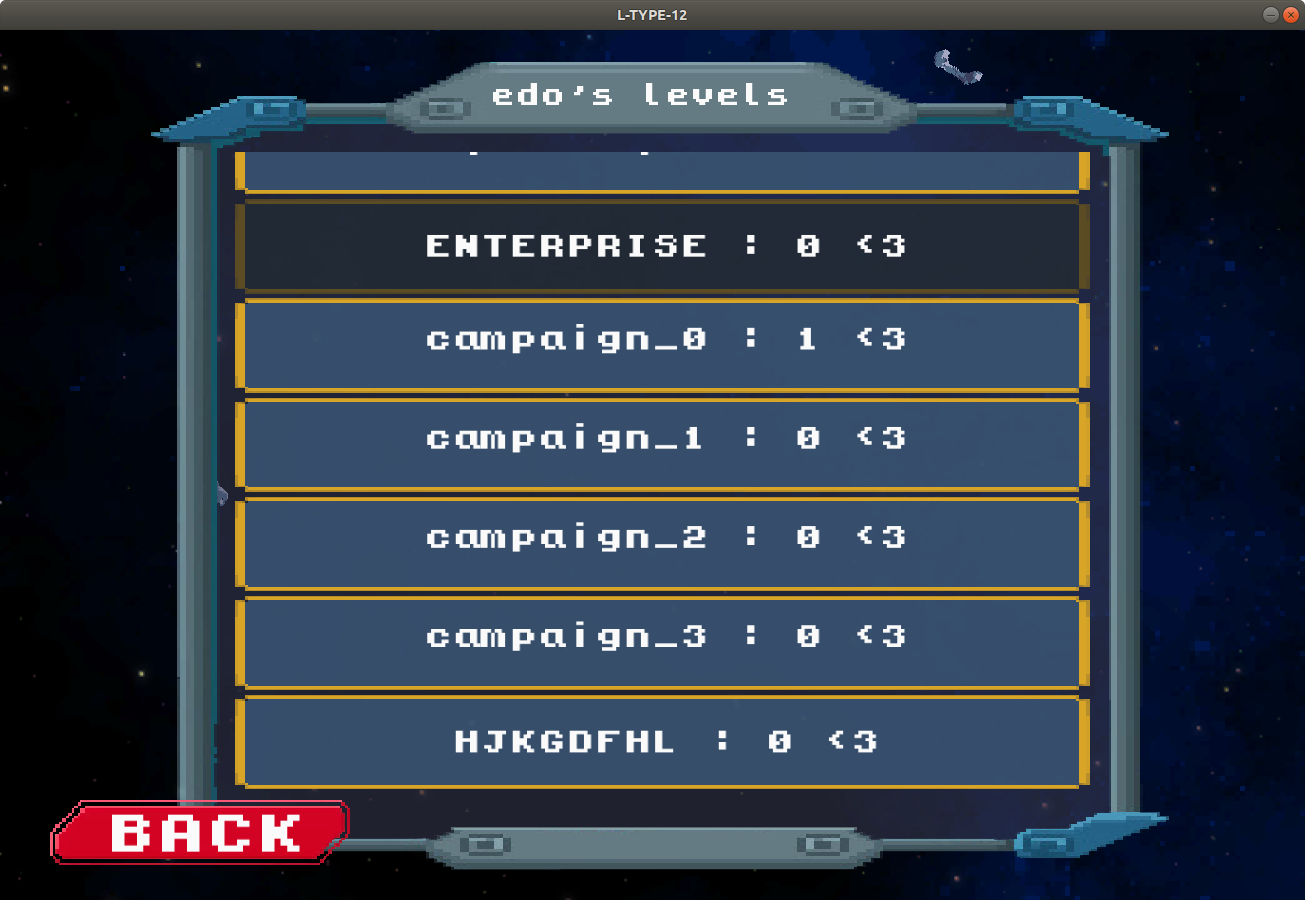 L-TYPE-12
edo's levels
ENTERPRISE : 0 <3
campaign_0 : 1 <3
campaign_1 : 0 <3
campaign_2 : 0 <3
campaign_3 : 0 <3
HJKGDFHL : 0 <3
BACK